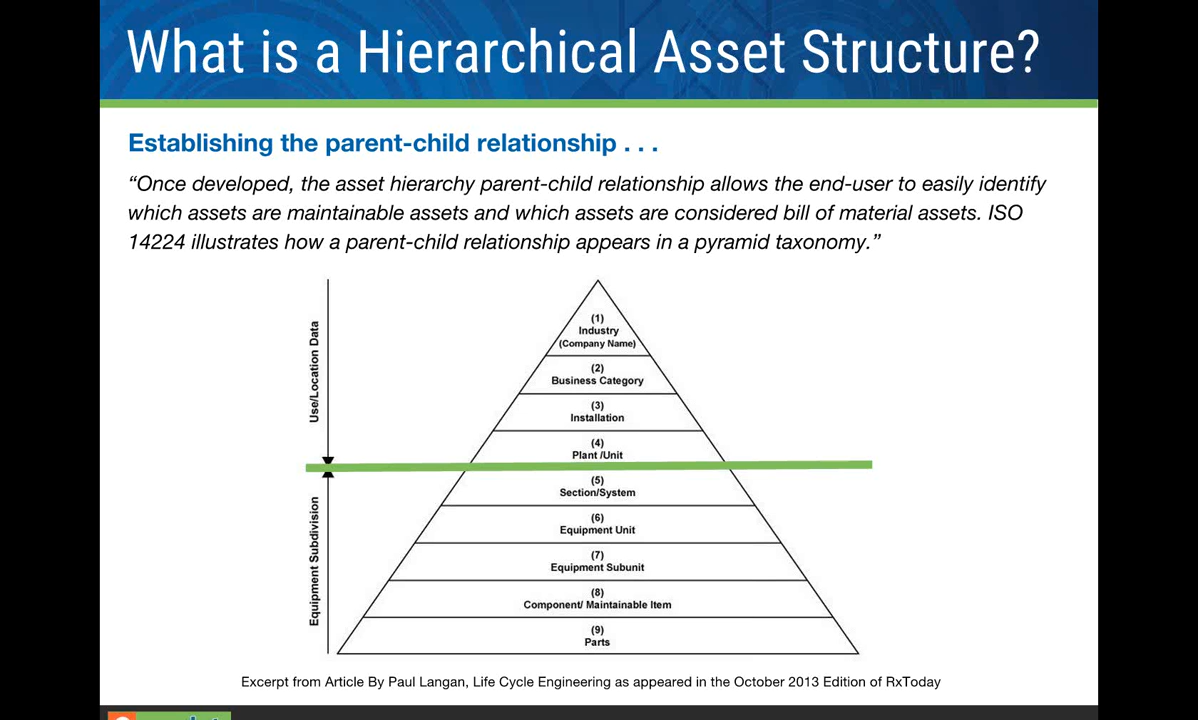 What is a Hierarchical Asset Structure?
Establishing the parent-child relationship . . .
“Once developed, the asset hierarchy parent-child relationship allows the end-user to easily identify
which assets are maintainable assets and which assets are considered bill of material assets. ISO
14224 illustrates how a parent-child relationship appears in a pyramid taxonomy.”
Use/Location Data
(1)
Industry
(Company Name)
(2)
Business Category
(3)
Installation
(4)
Plant /Unit
Equipment Subdivision
(5)
Section/System
(6)
Equipment Unit
(7)
Equipment Subunit
(8)
Component/ Maintainable Item
(9)
Parts
Excerpt from Article By Paul Langan, Life Cycle Engineering as appeared in the October 2013 Edition of RxToday